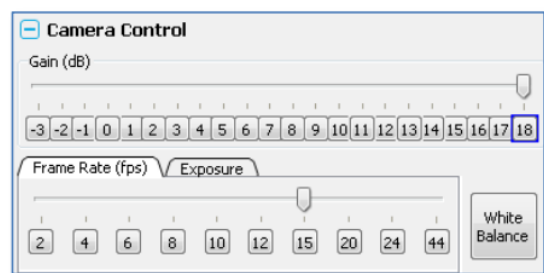 Camera Control
Gain (dB)
-3 -2 -1 0 1 2 3 4 5 6 7 8 9 10 11 12 13 14 15 16 17 18
Frame Rate (fps) Exposure
2 4 6 8 10 12 15 20 24 44
White
Balance